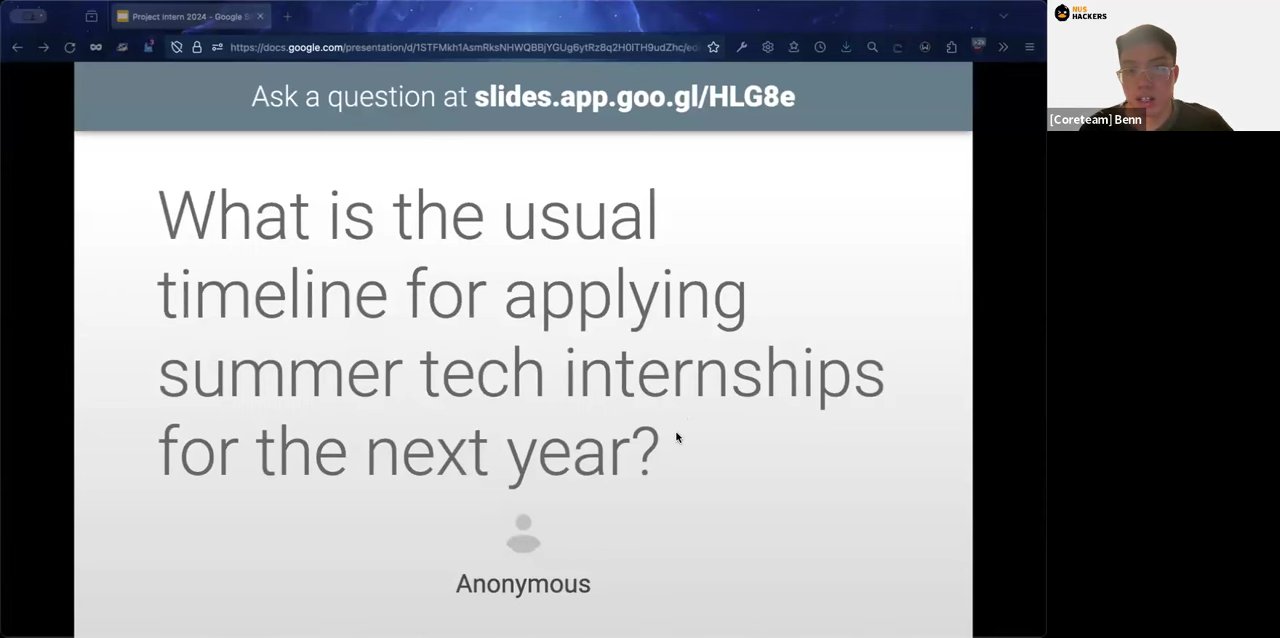 Project Intern 2024 - Google S
https://docs.google.com/presentation/d/1STFMkh1AsmRksNHWQBBjYGUg6ytRz8q2H0ITH9udZhc/ed
NUS
HACKERS
Ask a question at slides.app.goo.gl/HLG8e
[Coreteam] Benn
What is the usual
timeline for applying
summer tech internships
for the next year?
Anonymous